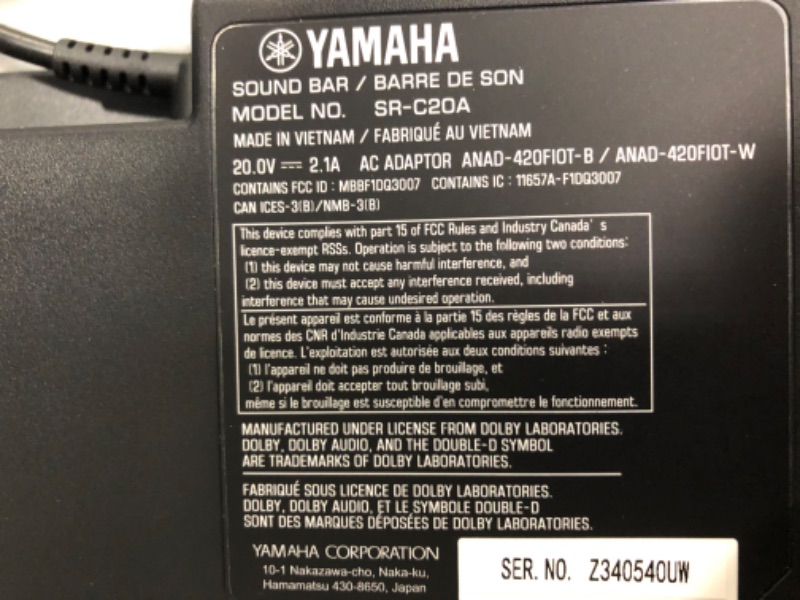 YAMAHA
SOUND BAR / BARRE DE SON
MODEL NO. SR-C20A
MADE IN VIETNAM / FABRIQUÉ AU VIETNAM
20.0V ⎓ 2.1A AC ADAPTOR ANAD-420FIOT-B / ANAD-420FIOT-W
CONTAINS FCC ID : MBBF1DQ3007 CONTAINS IC : 11657A-F1DQ3007
CAN ICES-3(B)/NMB-3(B)
This device complies with part 15 of FCC Rules and Industry Canada's
licence-exempt RSSs. Operation is subject to the following two conditions:
(1) this device may not cause harmful interference, and
(2) this device must accept any interference received, including
interference that may cause undesired operation.
Le présent appareil est conforme à la partie 15 des règles de la FCC et aux
normes des CNR d'Industrie Canada applicables aux appareils radio exempts
de licence. L'exploitation est autorisée aux deux conditions suivantes :
(1) l'appareil ne doit pas produire de brouillage, et
(2) l'appareil doit accepter tout brouillage subi,
même si le brouillage est susceptible d'en compromettre le fonctionnement.
MANUFACTURED UNDER LICENSE FROM DOLBY LABORATORIES.
DOLBY, DOLBY AUDIO, AND THE DOUBLE-D SYMBOL
ARE TRADEMARKS OF DOLBY LABORATORIES.
FABRIQUÉ SOUS LICENCE DE DOLBY LABORATORIES.
DOLBY, DOLBY AUDIO, ET LE SYMBOLE DOUBLE-D
SONT DES MARQUES DÉPOSÉES DE DOLBY LABORATORIES.
YAMAHA CORPORATION
10-1 Nakazawa-cho, Naka-ku,
Hamamatsu 430-8650, Japan
SER. NO. Z340540UW